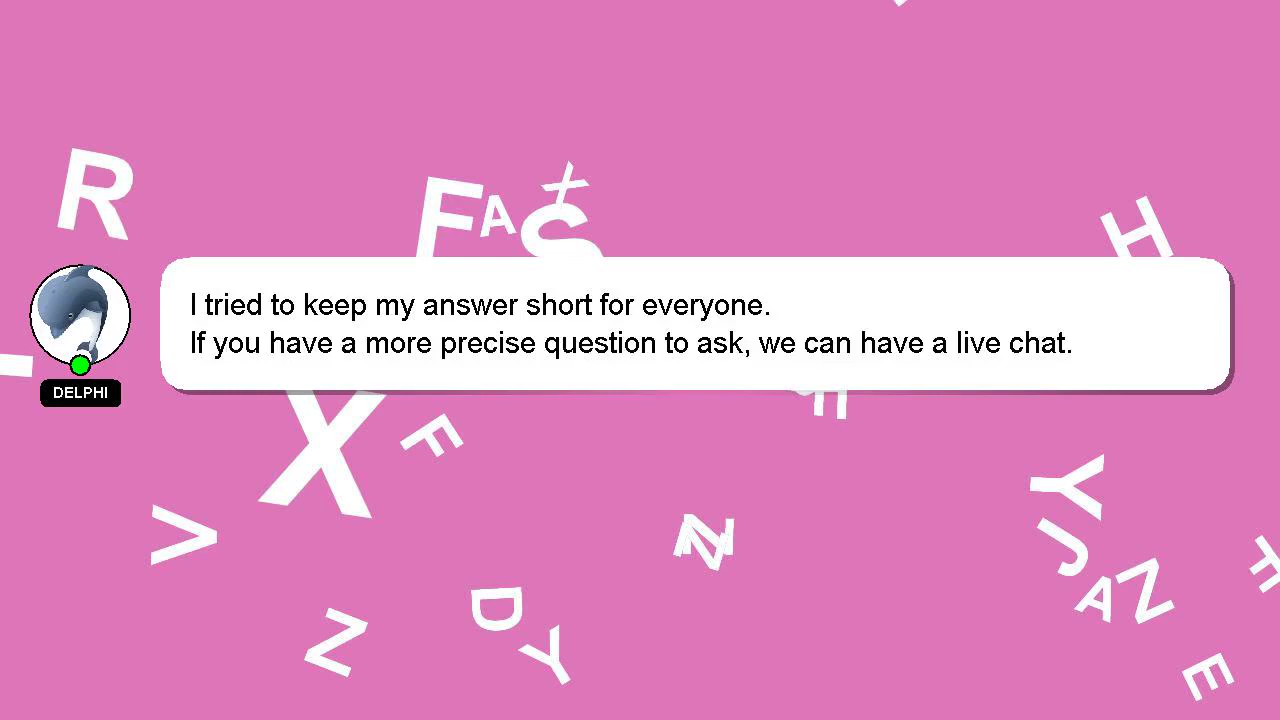 R
F
A
X
S
H
I tried to keep my answer short for everyone.
If you have a more precise question to ask, we can have a live chat.
DELPHI
X
F
Y
J
A
N
Z
D
Y
E